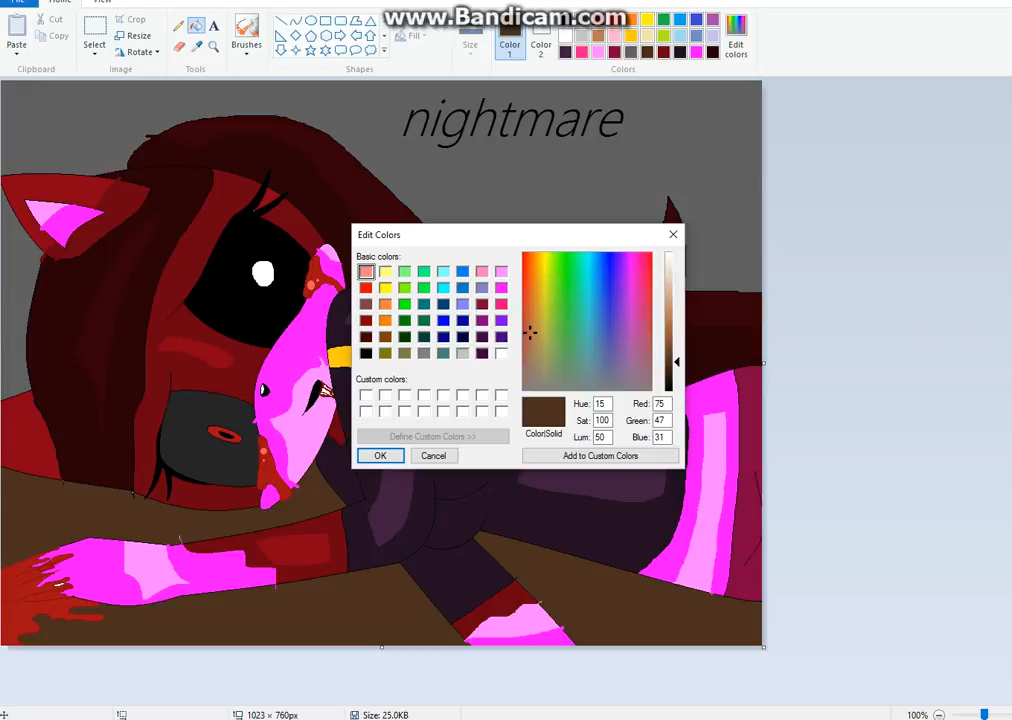 File Home View
www.Bandicam.com
Paste
Cut
Copy
Clipboard
Select
Crop
Resize
Rotate
Image
Tools
Brushes
Shapes
Fill
Size
Color 1
Color 2
Edit colors
Colors
nightmare
Edit Colors
Basic colors:
Custom colors:
Define Custom Colors >>
OK
Cancel
Color|Solid
Hue: 15
Sat: 100
Lum: 50
Red: 75
Green: 47
Blue: 31
Add to Custom Colors
1023 × 760px
Size: 25.0KB
100%